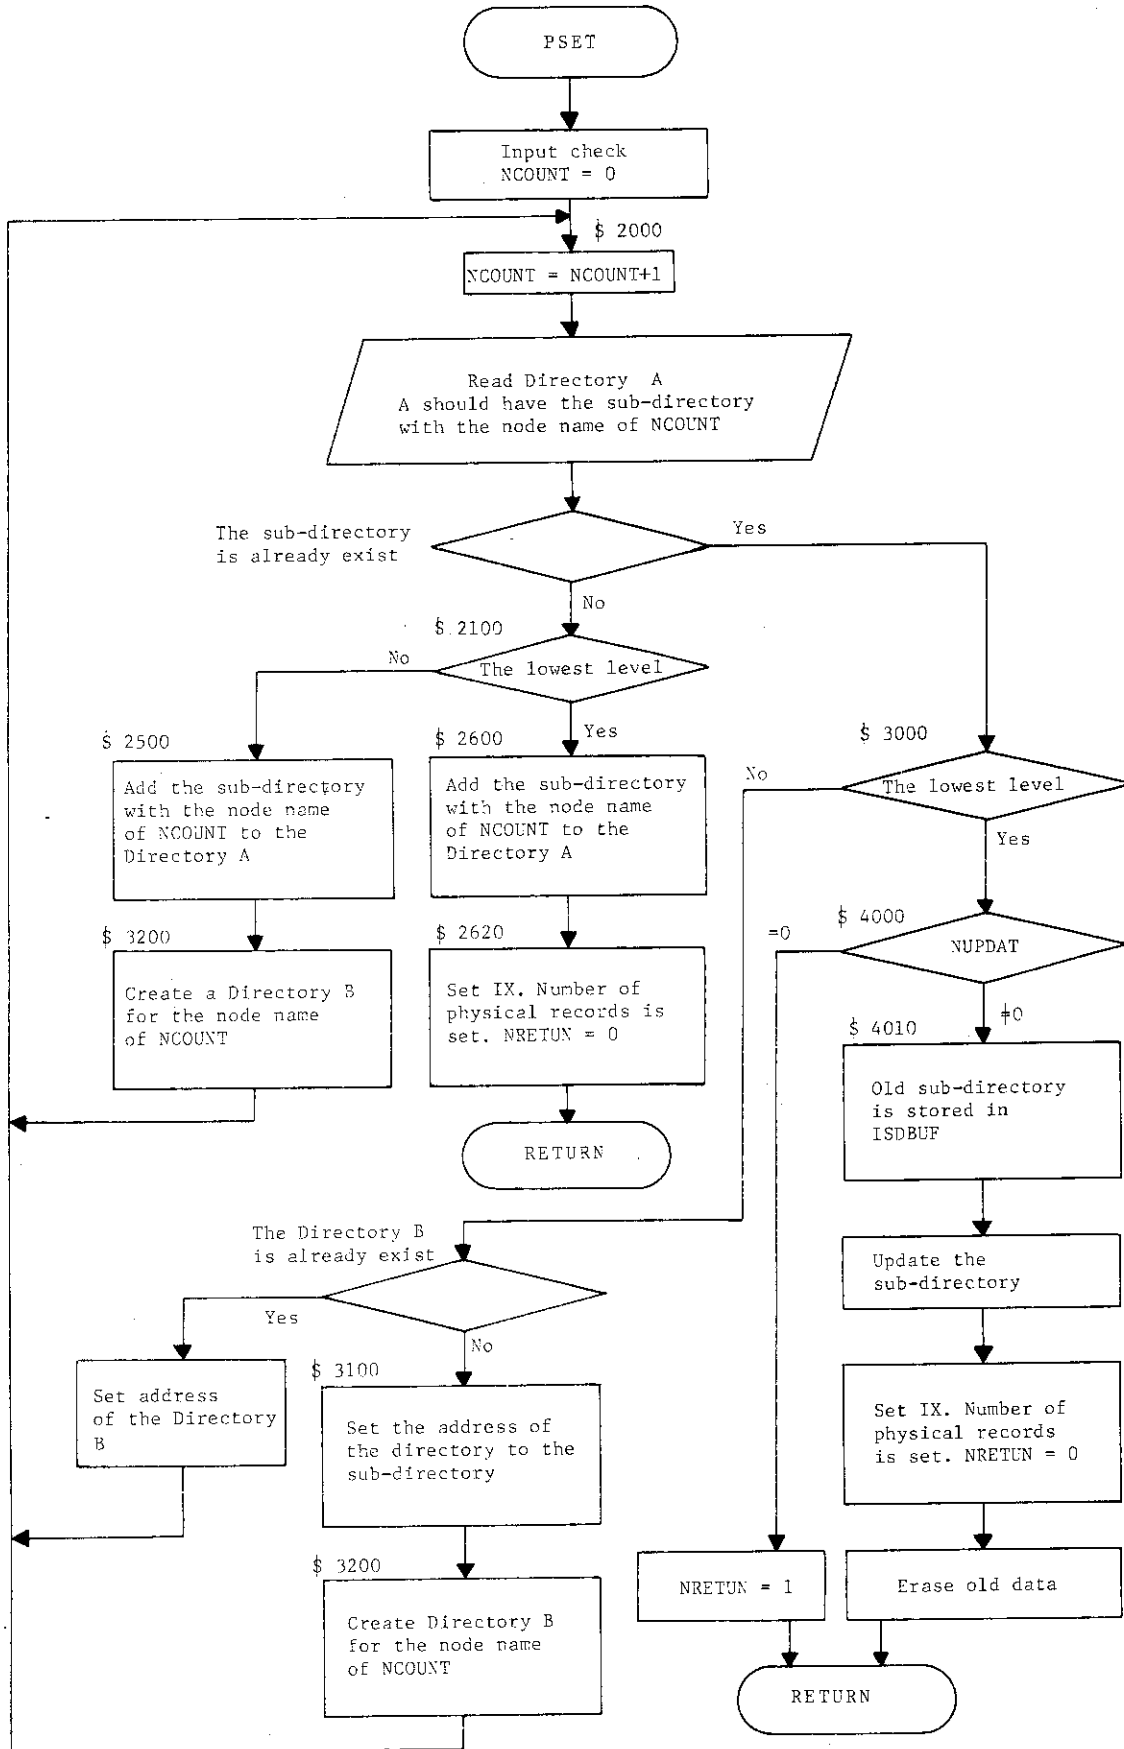 PSET
Input check
NCOUNT = 0
$ 2000
NCOUNT = NCOUNT+1
Read Directory A
A should have the sub-directory
with the node name of NCOUNT
The sub-directory
is already exist
Yes
No
$ 2100
The lowest level
No
Yes
$ 2500
Add the sub-directory
with the node name
of NCOUNT to the
Directory A
$ 2600
Add the sub-directory
with the node name
of NCOUNT to the
Directory A
$ 3000
The lowest level
No
Yes
$ 3200
Create a Directory B
for the node name
of NCOUNT
$ 2620
Set IX. Number of
physical records is
set. NRETUN = 0
RETURN
$ 4000
NUPDAT
=0
≠0
$ 4010
Old sub-directory
is stored in
ISDBUF
Update the
sub-directory
Set IX. Number of
physical records
is set. NRETUN = 0
Erase old data
The Directory B
is already exist
Yes
No
Set address
of the Directory
B
$ 3100
Set the address of
the directory to the
sub-directory
$ 3200
Create Directory B
for the node name
of NCOUNT
NRETUN = 1
RETURN